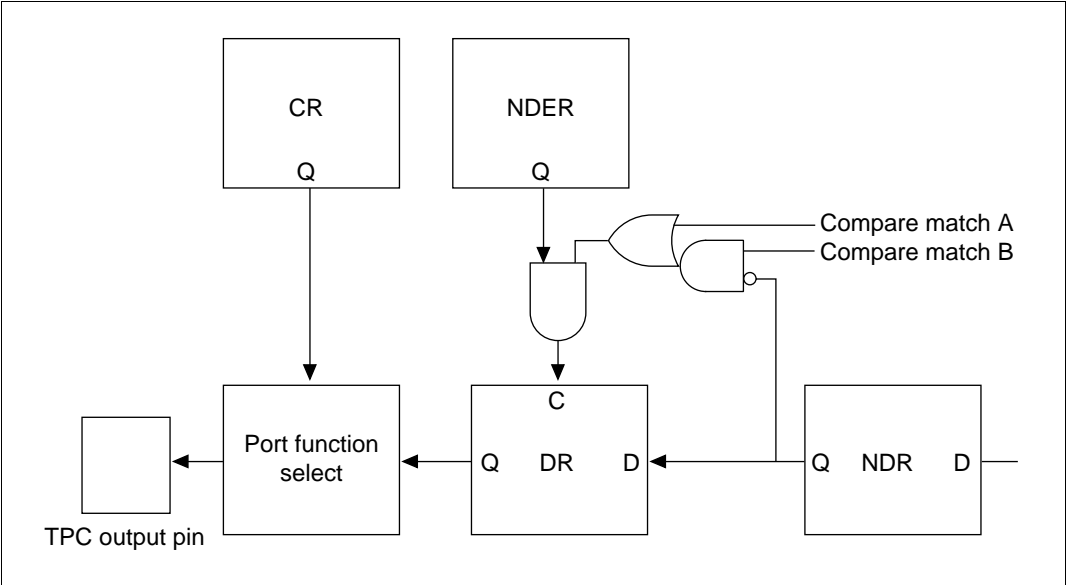 CR
NDER
Q
Q
Compare match A
Compare match B
C
Port function
select
Q
DR
D
Q
NDR
D
TPC output pin